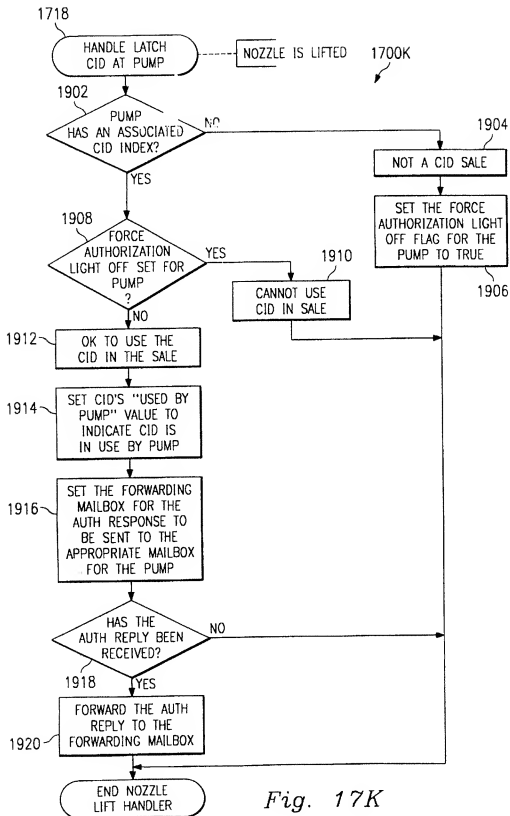 1718
HANDLE LATCH
CID AT PUMP
NOZZLE IS LIFTED
1700K
1902
PUMP
HAS AN ASSOCIATED
CID INDEX?
NO
YES
1904
NOT A CID SALE
SET THE FORCE
AUTHORIZATION LIGHT
OFF FLAG FOR THE
PUMP TO TRUE
1906
1908
FORCE
AUTHORIZATION
LIGHT OFF SET FOR
PUMP
?
YES
NO
1910
CANNOT USE
CID IN SALE
1912
OK TO USE THE
CID IN THE SALE
1914
SET CID'S "USED BY
PUMP" VALUE TO
INDICATE CID IS
IN USE BY PUMP
1916
SET THE FORWARDING
MAILBOX FOR THE
AUTH RESPONSE TO
BE SENT TO THE
APPROPRIATE MAILBOX
FOR THE PUMP
HAS THE
AUTH REPLY BEEN
RECEIVED?
NO
1918
YES
FORWARD THE AUTH
REPLY TO THE
FORWARDING MAILBOX
1920
END NOZZLE
LIFT HANDLER
Fig. 17K